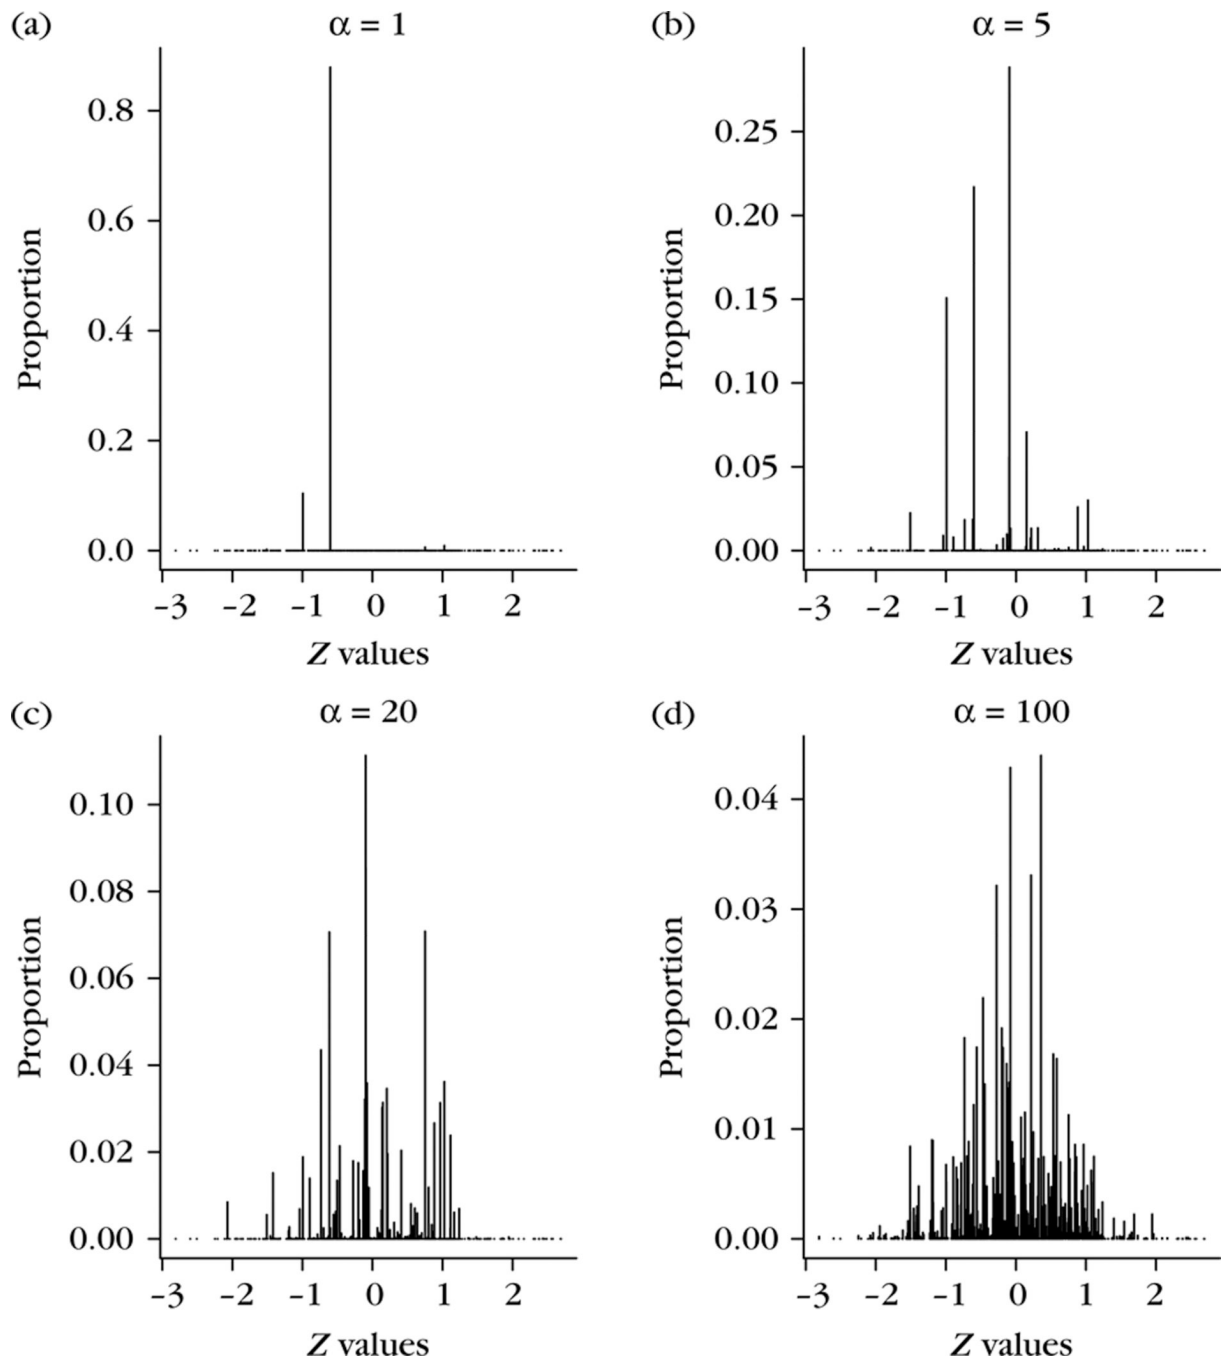 (a) α = 1
0.8
0.6
0.4
0.2
0.0
Proportion
−3 −2 −1 0 1 2
Z values
(b) α = 5
0.25
0.20
0.15
0.10
0.05
0.00
Proportion
−3 −2 −1 0 1 2
Z values
(c) α = 20
0.10
0.08
0.06
0.04
0.02
0.00
Proportion
−3 −2 −1 0 1 2
Z values
(d) α = 100
0.04
0.03
0.02
0.01
0.00
Proportion
−3 −2 −1 0 1 2
Z values